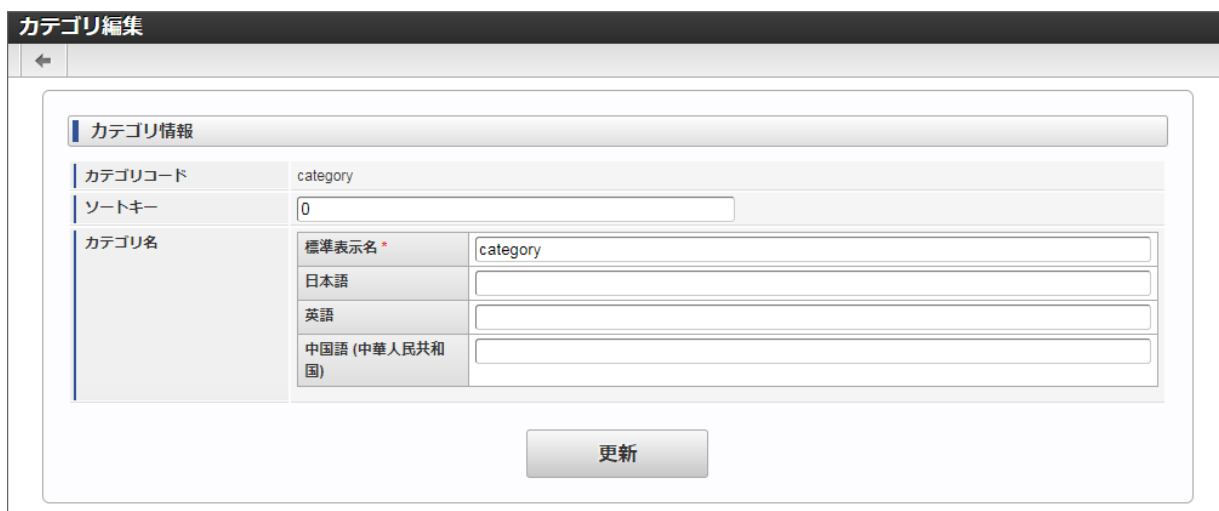 カテゴリ編集
カテゴリ情報
カテゴリコード category
ソートキー 0
カテゴリ名 標準表示名 * category
日本語
英語
中国語 (中華人民共和
国)
更新